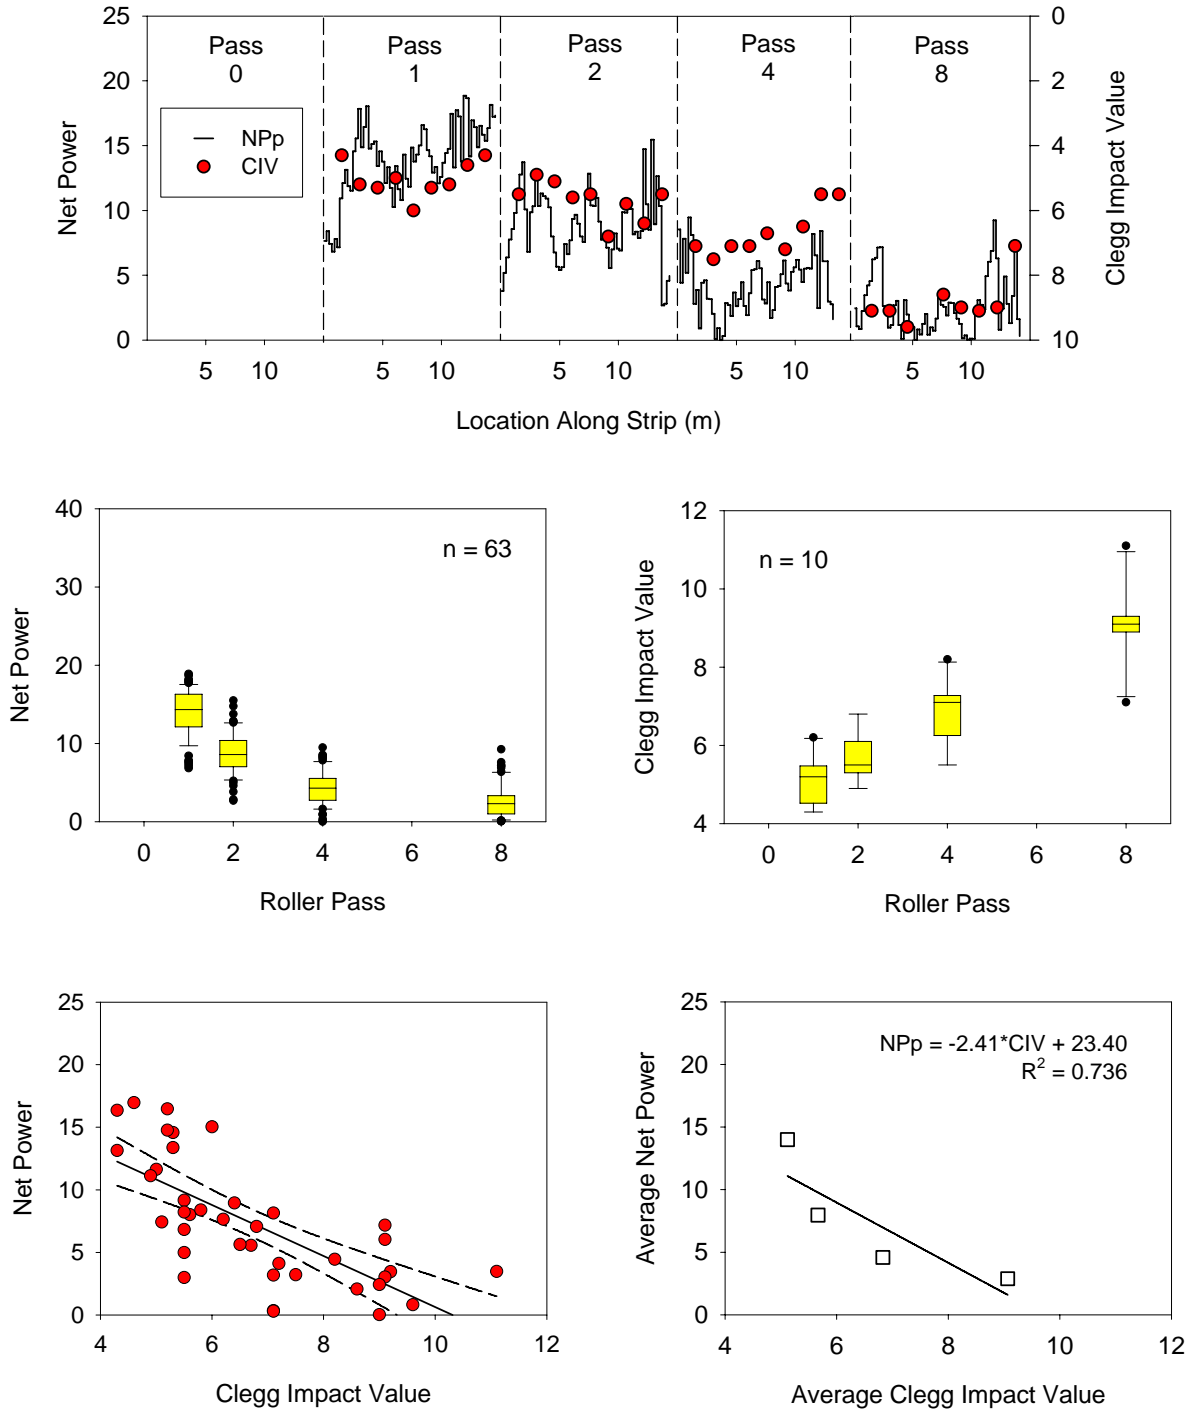 25
20
15
10
5
0
Net Power
Pass
0
Pass
1
Pass
2
Pass
4
Pass
8
NPp
CIV
0
2
4
6
8
10
Clegg Impact Value
5 10 5 10 5 10 5 10 5 10
Location Along Strip (m)
40
30
20
10
0
Net Power
n = 63
0 2 4 6 8
Roller Pass
12
10
8
6
4
Clegg Impact Value
n = 10
0 2 4 6 8
Roller Pass
25
20
15
10
5
0
Net Power
4 6 8 10 12
Clegg Impact Value
25
20
15
10
5
0
Average Net Power
NPp = -2.41*CIV + 23.40
R² = 0.736
4 6 8 10 12
Average Clegg Impact Value